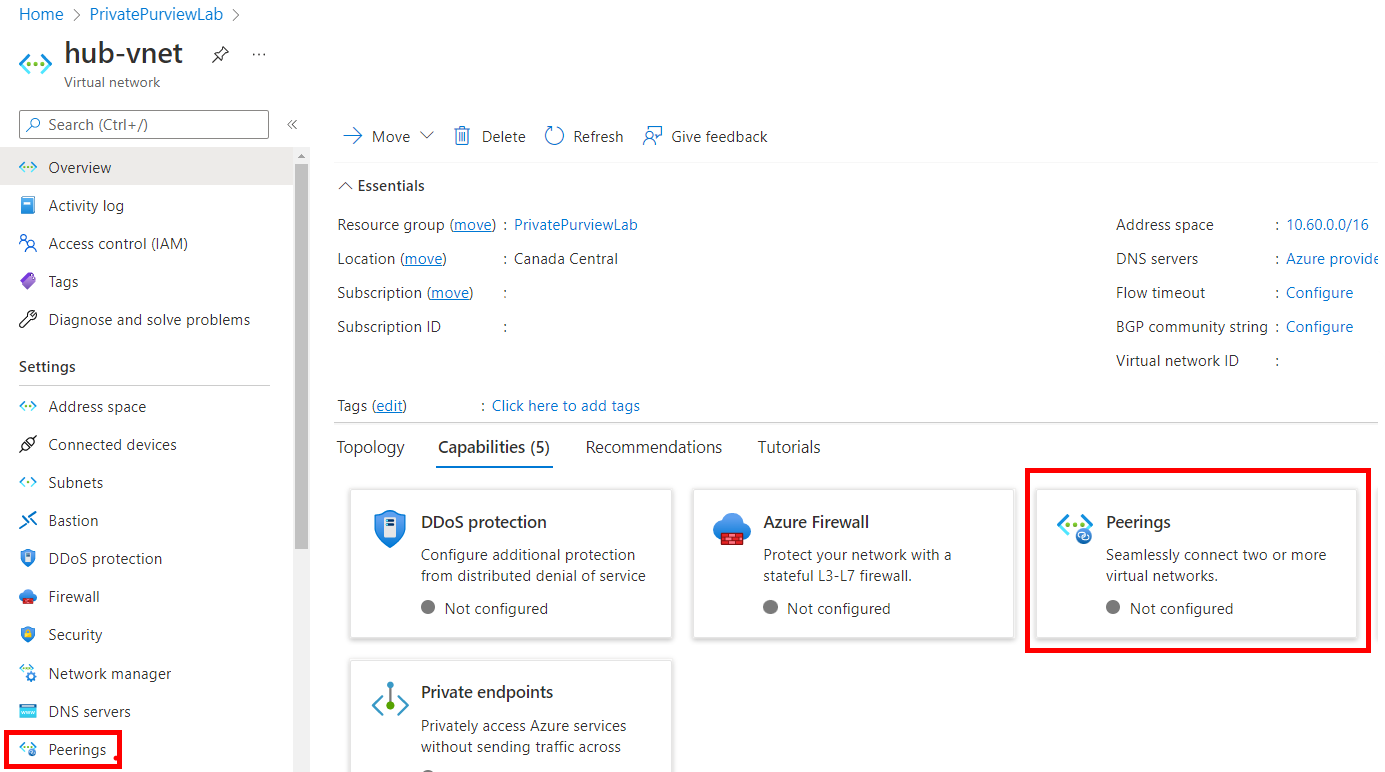 Home > PrivatePurviewLab >
hub-vnet
Virtual network
Search (Ctrl+/)
Overview
Activity log
Access control (IAM)
Tags
Diagnose and solve problems
Settings
Address space
Connected devices
Subnets
Bastion
DDoS protection
Firewall
Security
Network manager
DNS servers
Peerings
Move
Delete
Refresh
Give feedback
Essentials
Resource group (move) : PrivatePurviewLab
Location (move) : Canada Central
Subscription (move) :
Subscription ID :
Address space : 10.60.0.0/16
DNS servers : Azure provide
Flow timeout : Configure
BGP community string : Configure
Virtual network ID :
Tags (edit) : Click here to add tags
Topology
Capabilities (5)
Recommendations
Tutorials
DDoS protection
Configure additional protection
from distributed denial of service
Not configured
Azure Firewall
Protect your network with a
stateful L3-L7 firewall.
Not configured
Peerings
Seamlessly connect two or more
virtual networks.
Not configured
Private endpoints
Privately access Azure services
without sending traffic across